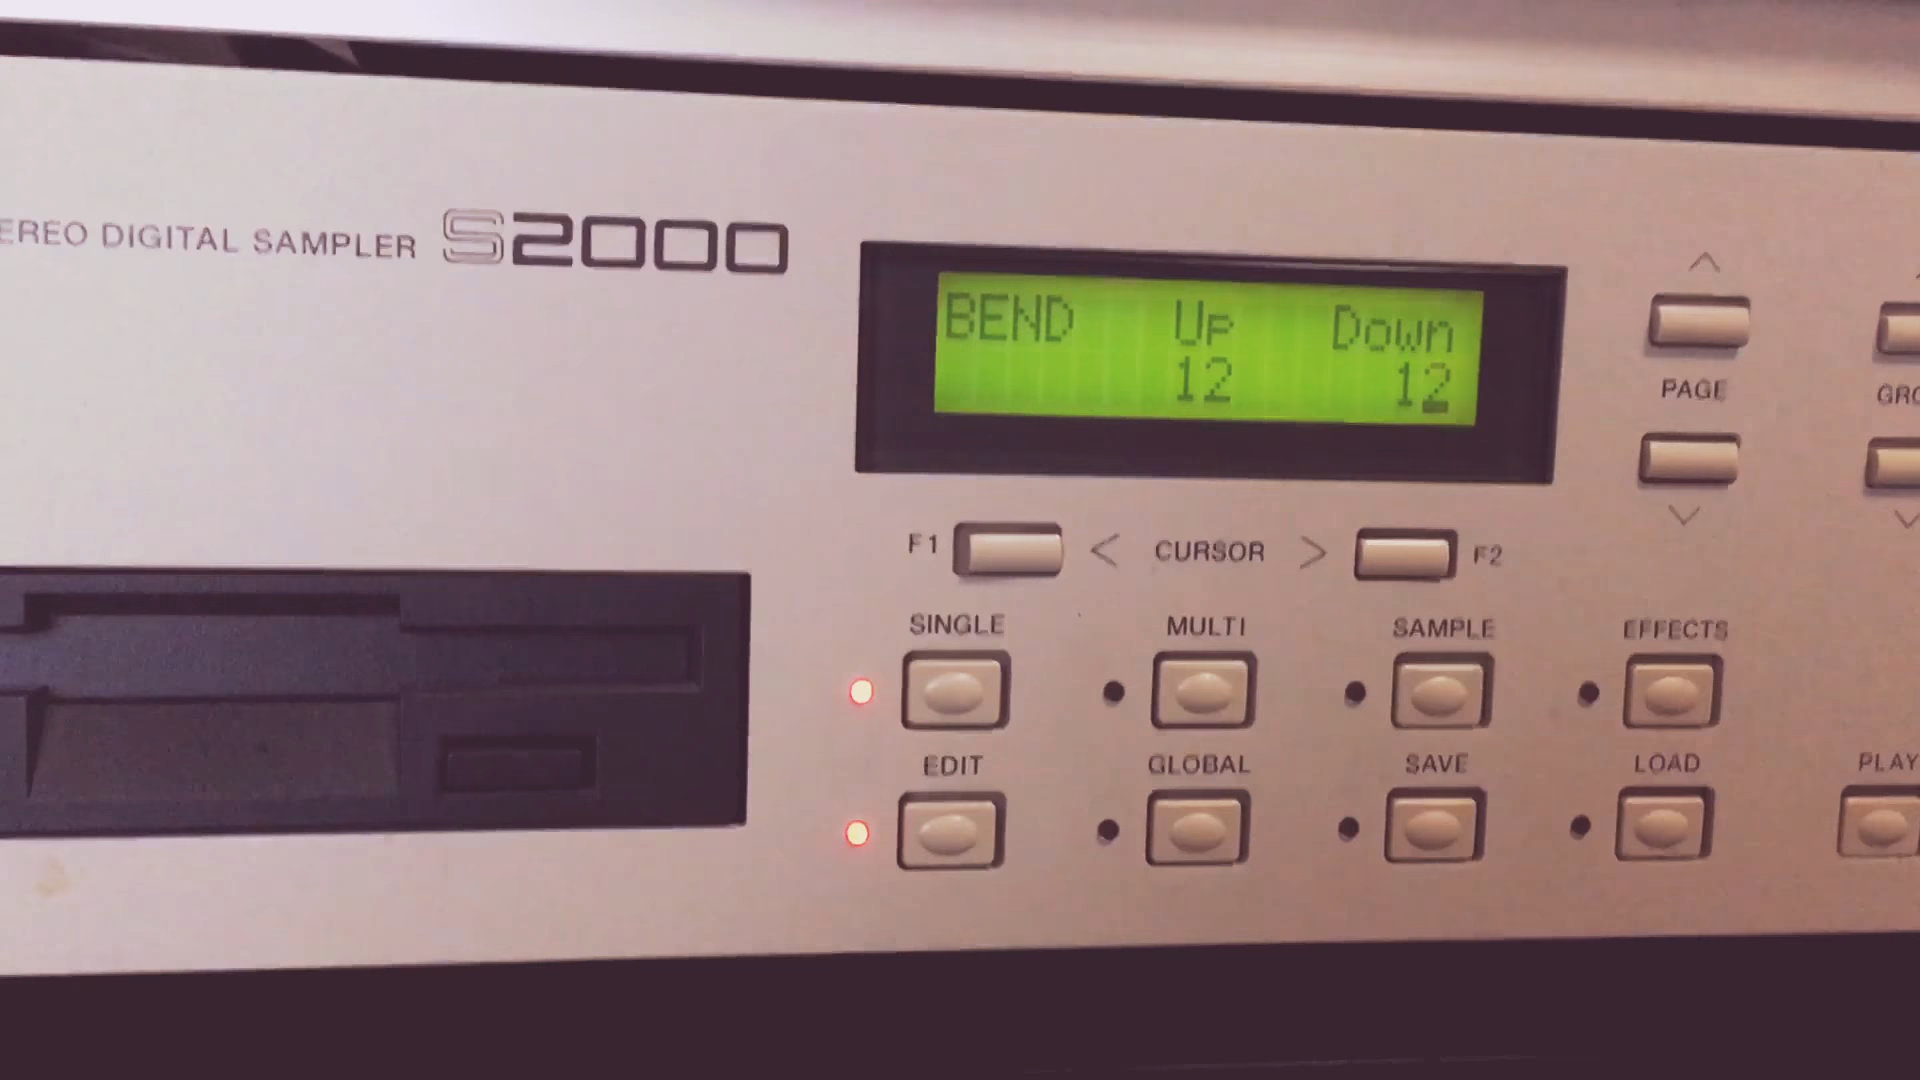 EREO DIGITAL SAMPLER S2000
BEND Up Down
12 12
PAGE
F1 < CURSOR > F2
SINGLE MULTI SAMPLE EFFECTS
EDIT GLOBAL SAVE LOAD PLAY